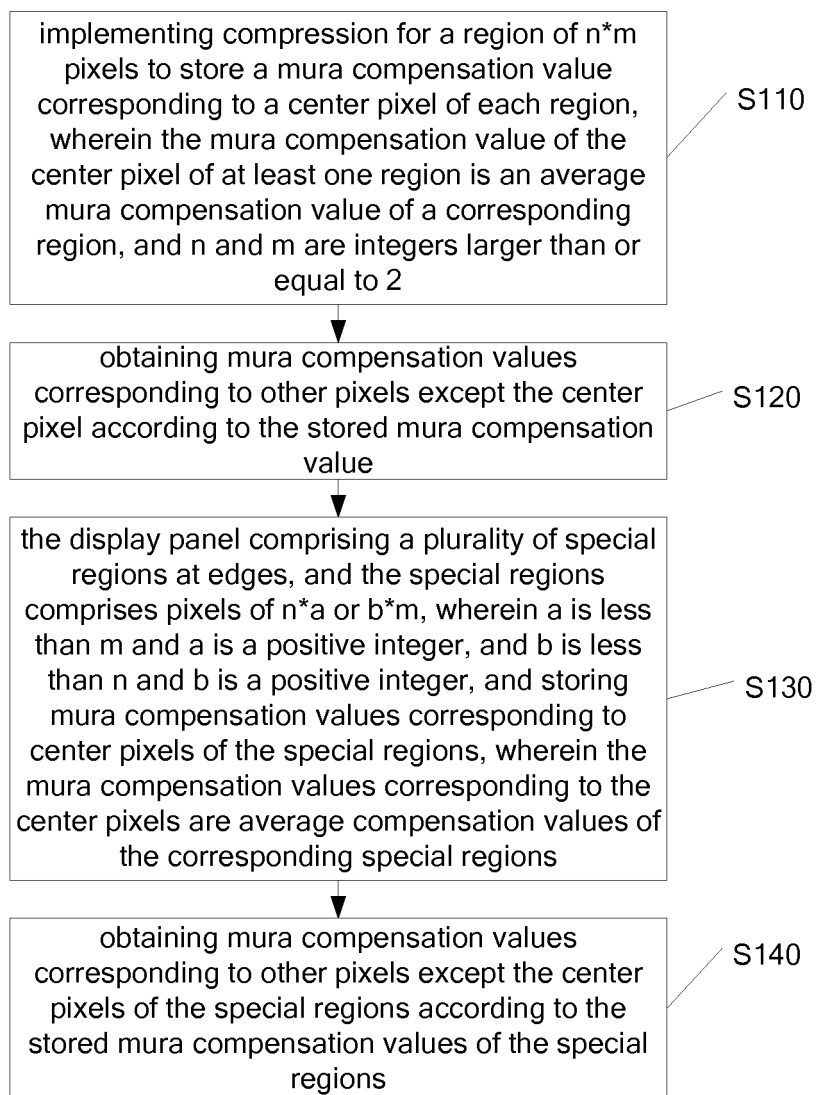 implementing compression for a region of n*m
pixels to store a mura compensation value
corresponding to a center pixel of each region,
wherein the mura compensation value of the
center pixel of at least one region is an average
mura compensation value of a corresponding
region, and n and m are integers larger than or
equal to 2
S110
obtaining mura compensation values
corresponding to other pixels except the center
pixel according to the stored mura compensation
value
S120
the display panel comprising a plurality of special
regions at edges, and the special regions
comprises pixels of n*a or b*m, wherein a is less
than m and a is a positive integer, and b is less
than n and b is a positive integer, and storing
mura compensation values corresponding to
center pixels of the special regions, wherein the
mura compensation values corresponding to the
center pixels are average compensation values of
the corresponding special regions
S130
obtaining mura compensation values
corresponding to other pixels except the center
pixels of the special regions according to the
stored mura compensation values of the special
regions
S140